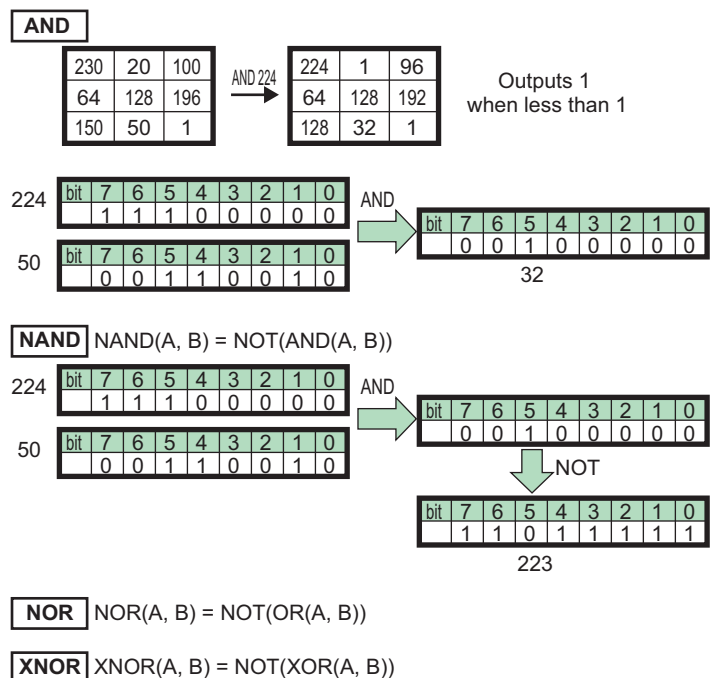 AND
230 20 100
64 128 196
150 50 1
AND 224
224 1 96
64 128 192
128 32 1
Outputs 1
when less than 1
224
bit 7 6 5 4 3 2 1 0
1 1 1 0 0 0 0 0
50
bit 7 6 5 4 3 2 1 0
0 0 1 1 0 0 1 0
AND
bit 7 6 5 4 3 2 1 0
0 0 1 0 0 0 0 0
32
NAND NAND(A, B) = NOT(AND(A, B))
224
bit 7 6 5 4 3 2 1 0
1 1 1 0 0 0 0 0
50
bit 7 6 5 4 3 2 1 0
0 0 1 1 0 0 1 0
AND
bit 7 6 5 4 3 2 1 0
0 0 1 0 0 0 0 0
NOT
bit 7 6 5 4 3 2 1 0
1 1 0 1 1 1 1 1
223
NOR NOR(A, B) = NOT(OR(A, B))
XNOR XNOR(A, B) = NOT(XOR(A, B))